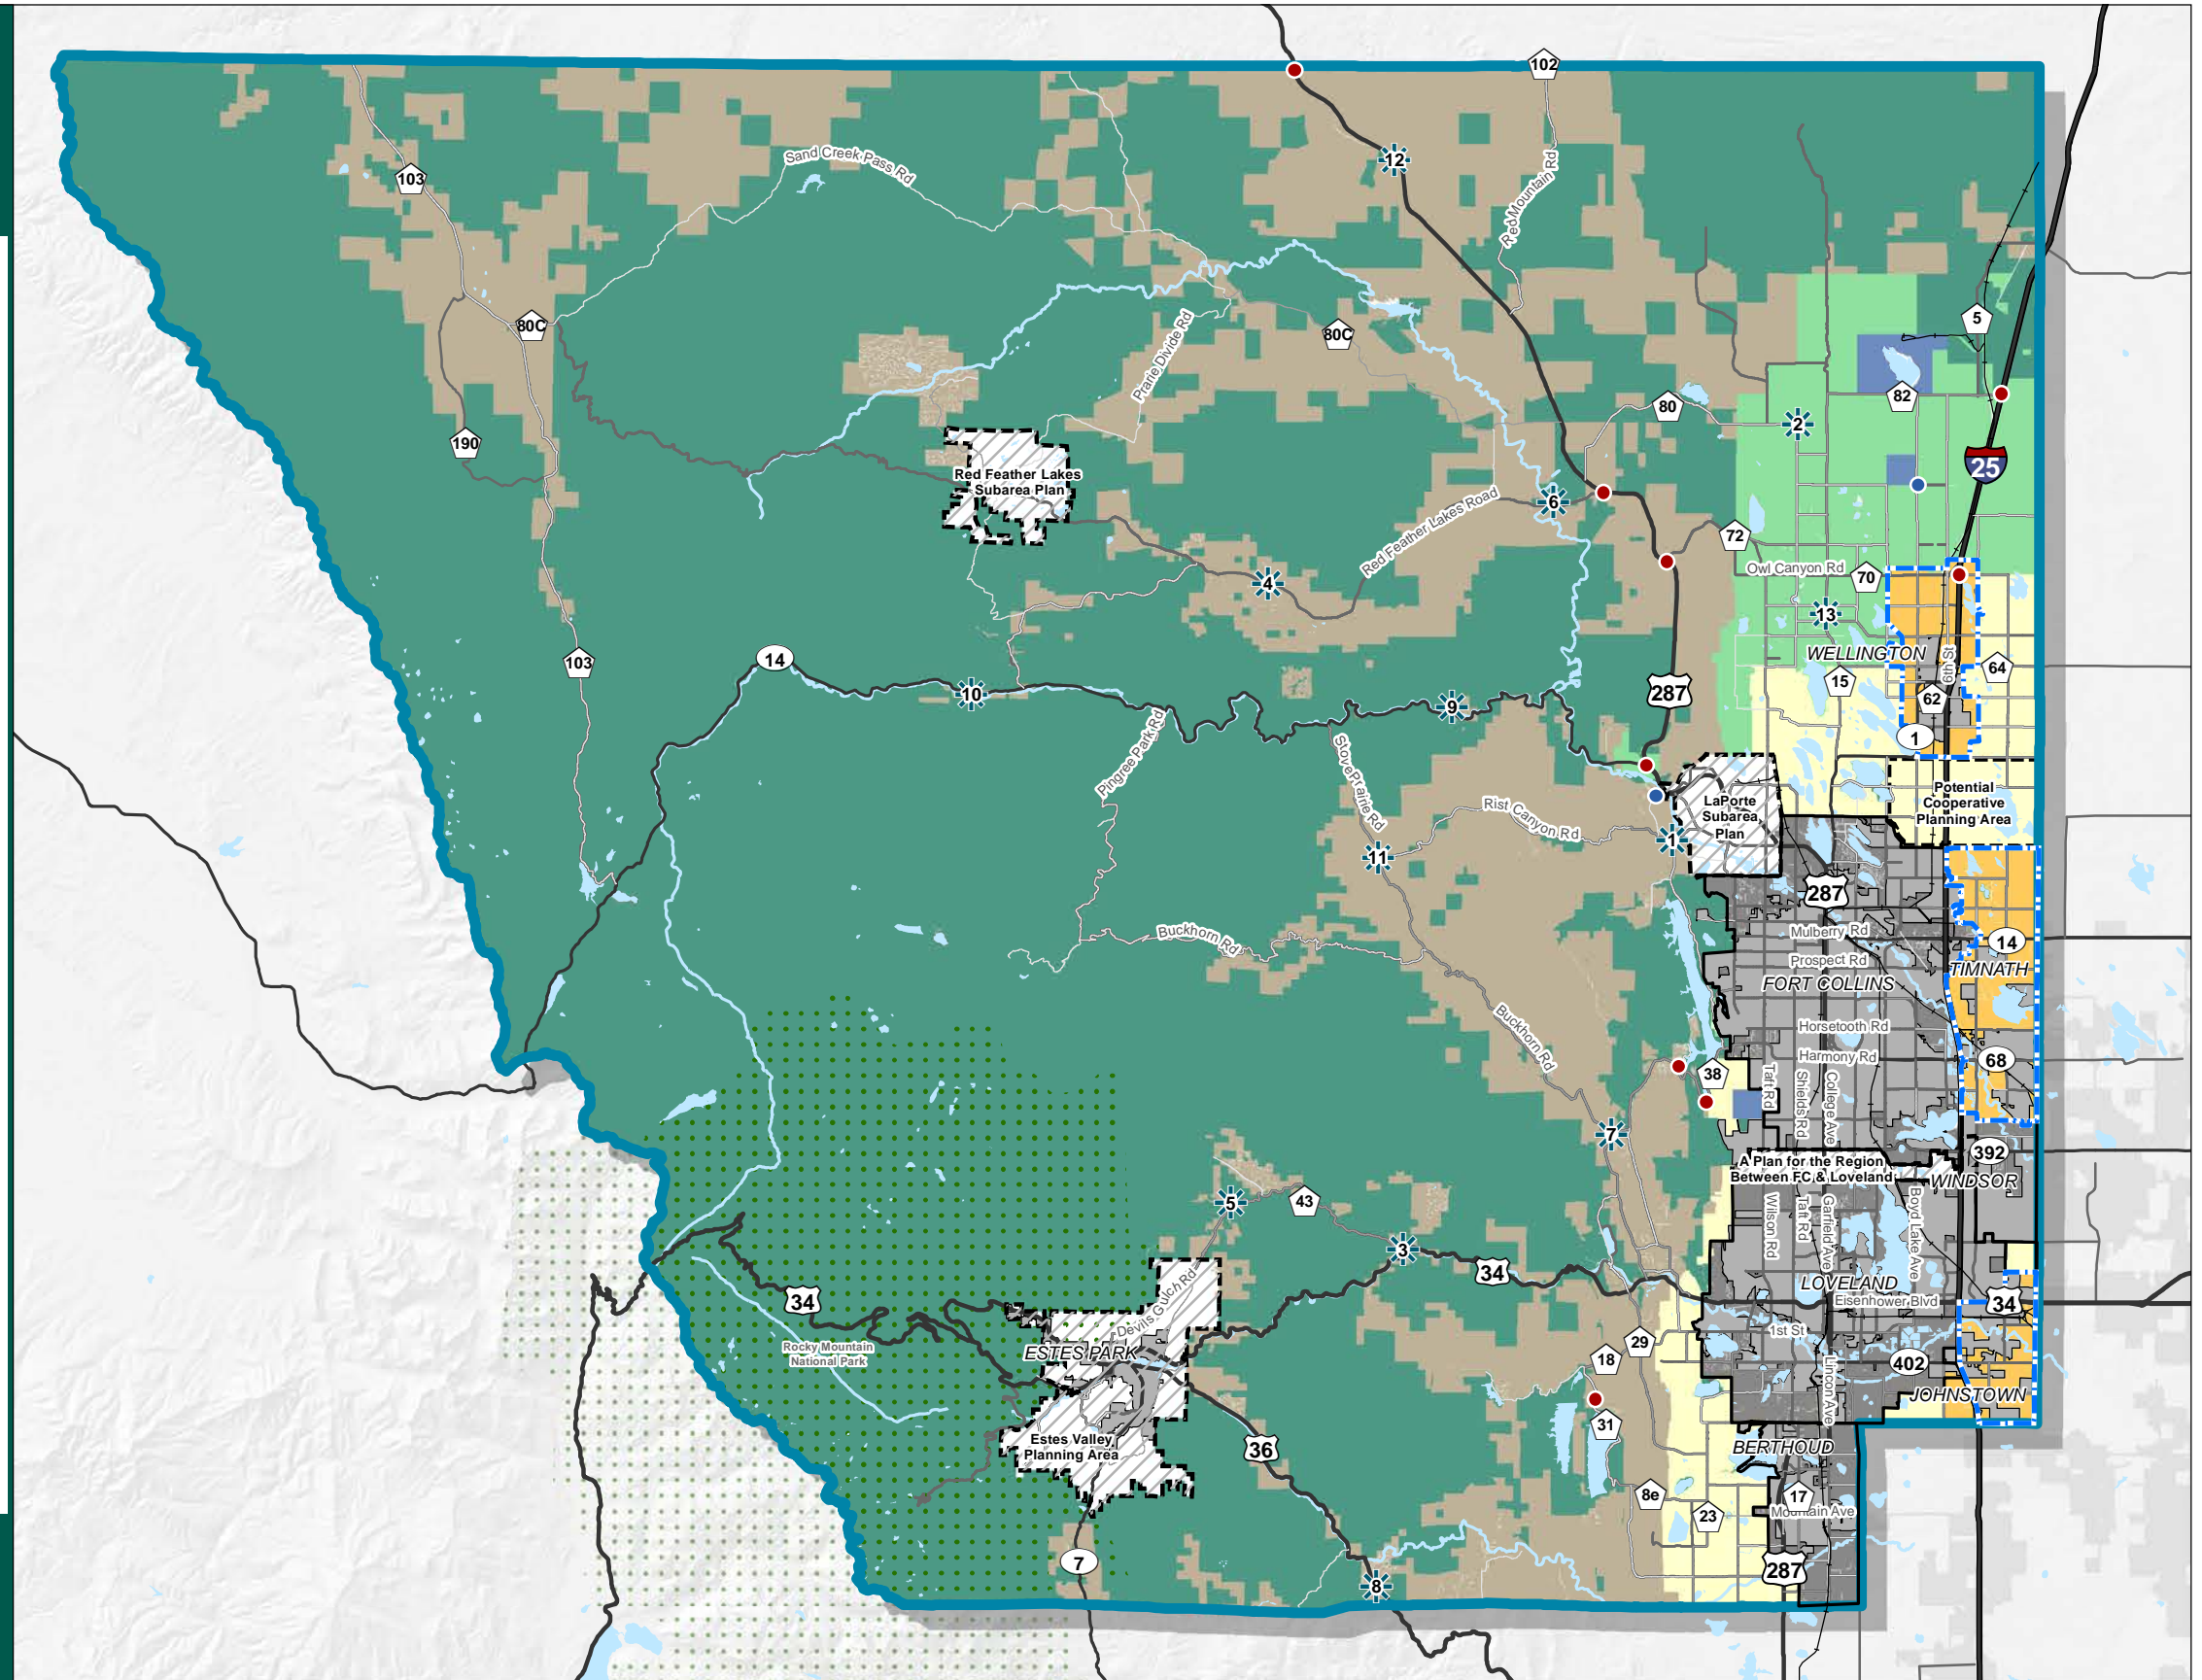 102
12
103
Sand Creek Pass Rd
Red Mountain Rd
5
80C
80C
Prarie Divide Rd
82
80
2
190
25
Red Feather Lakes
Subarea Plan
6
Red Feather Lakes Road
72
4
Owl Canyon Rd
70
13
WELLINGTON
6th St
64
103
14
10
287
15
62
9
1
Pingree Park Rd
Stove Prairie Rd
Potential
Cooperative
Planning Area
LaPorte
Subarea
Plan
Rist Canyon Rd
1
11
287
Mulberry Rd
14
Buckhorn Rd
Prospect Rd
TIMNATH
FORT COLLINS
Buckhorn Rd
Horsetooth Rd
Harmony Rd
68
38
Taft Rd
Shields Rd
College Ave
7
392
A Plan for the Region
Between FC & Loveland
WINDSOR
5
43
Wilson Rd
Taft Rd
Garfield Ave
Boyd Lake Ave
3
34
LOVELAND
34
Eisenhower Blvd
34
Devils Gulch Rd
1st St
Rocky Mountain
National Park
ESTES PARK
29
18
402
Lincoln Ave
JOHNSTOWN
31
Estes Valley
Planning Area
36
BERTHOUD
8e
17
23
Mountain Ave
7
287
8